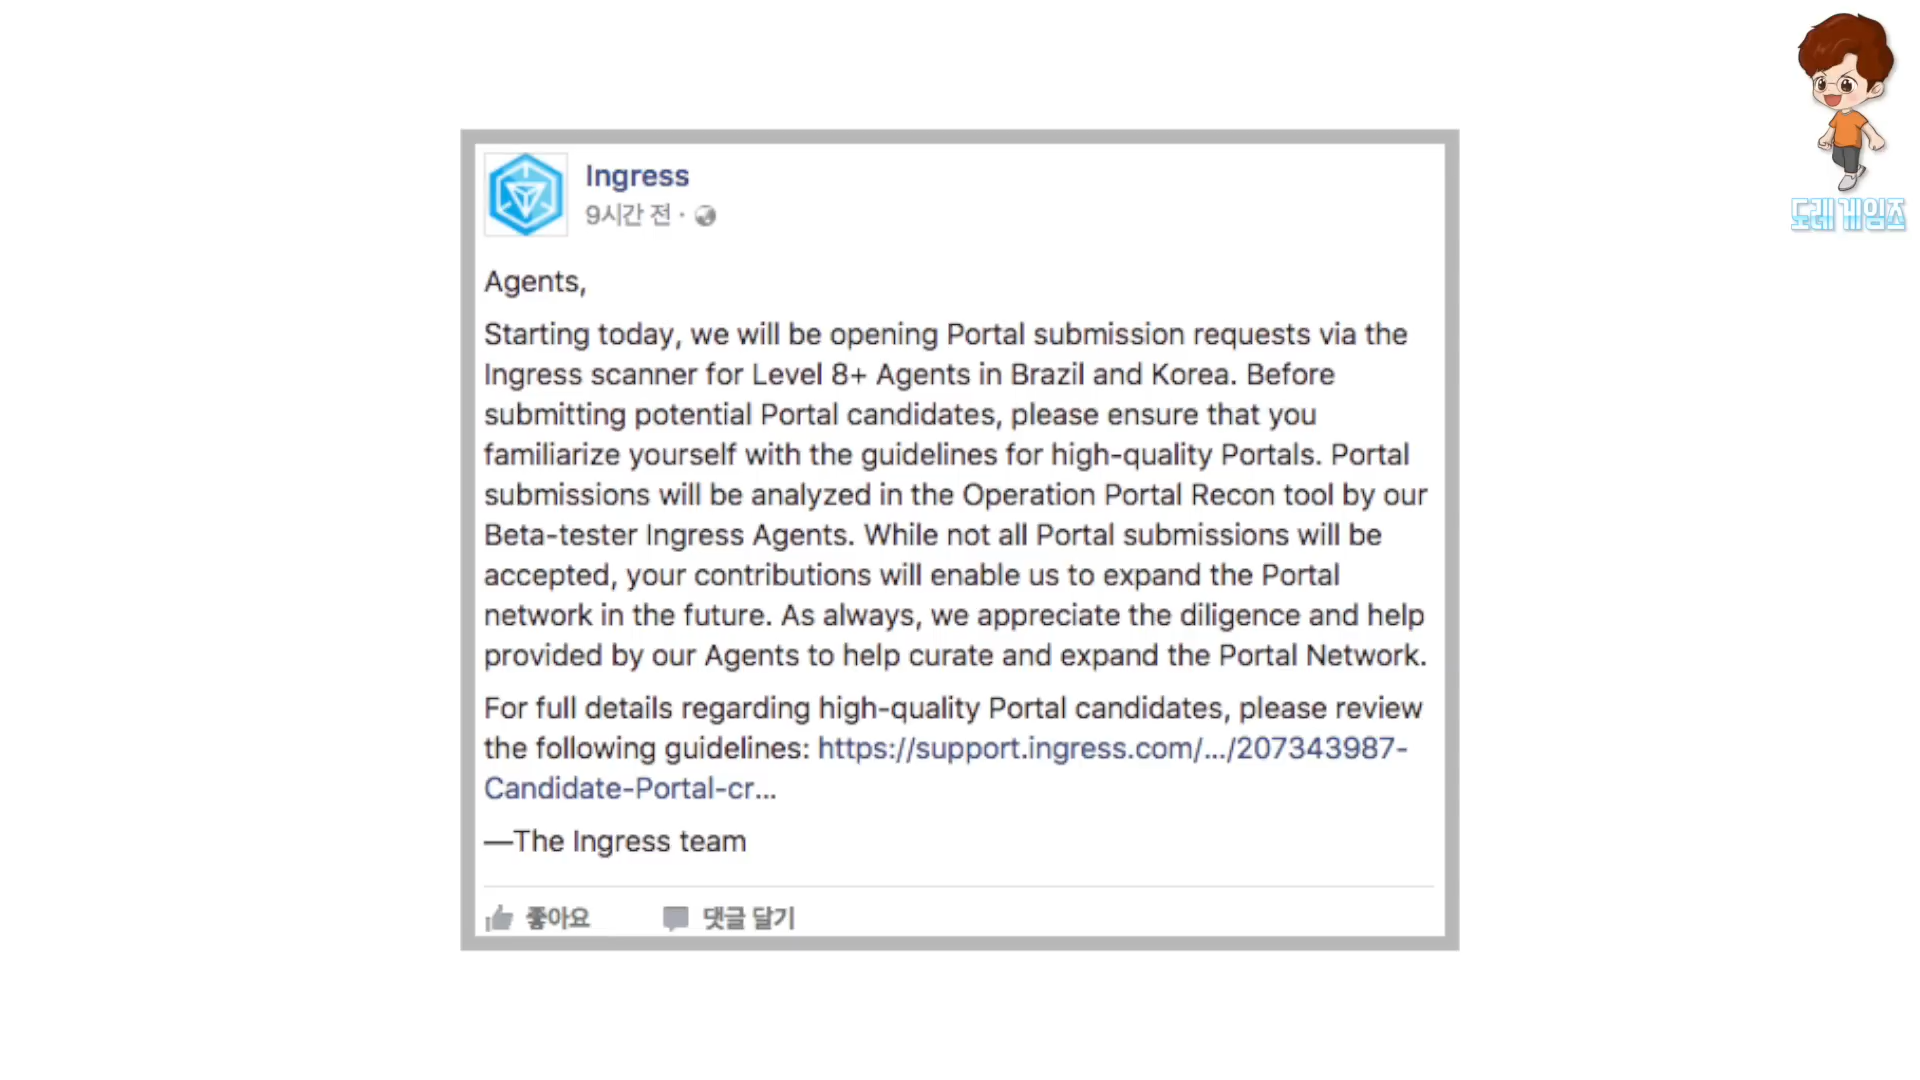 Ingress
9시간 전 ·
Agents,
Starting today, we will be opening Portal submission requests via the
Ingress scanner for Level 8+ Agents in Brazil and Korea. Before
submitting potential Portal candidates, please ensure that you
familiarize yourself with the guidelines for high-quality Portals. Portal
submissions will be analyzed in the Operation Portal Recon tool by our
Beta-tester Ingress Agents. While not all Portal submissions will be
accepted, your contributions will enable us to expand the Portal
network in the future. As always, we appreciate the diligence and help
provided by our Agents to help curate and expand the Portal Network.
For full details regarding high-quality Portal candidates, please review
the following guidelines: https://support.ingress.com/.../207343987-
Candidate-Portal-cr...
—The Ingress team
좋아요 댓글 달기
도레 게임즈